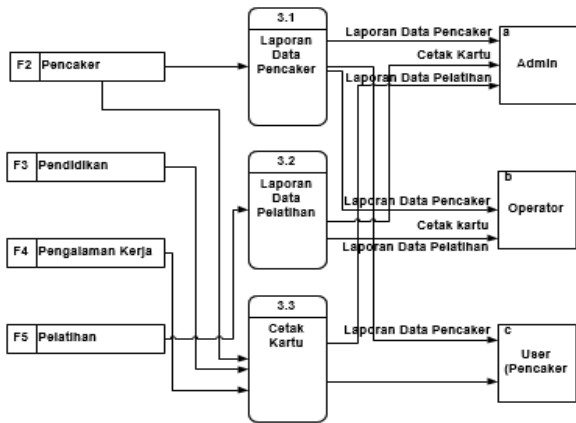 F2 Pencaker
F3 Pendidikan
F4 Pengalaman Kerja
F5 Pelatihan
3.1
Laporan
Data
Pencaker
3.2
Laporan
Data
Pelatihan
3.3
Cetak
Kartu
Laporan Data Pencaker
Cetak Kartu
Laporan Data Pelatihan
a
Admin
Laporan Data Pencaker
Cetak kartu
Laporan Data Pelatihan
b
Operator
Laporan Data Pencaker
c
User
(Pencaker